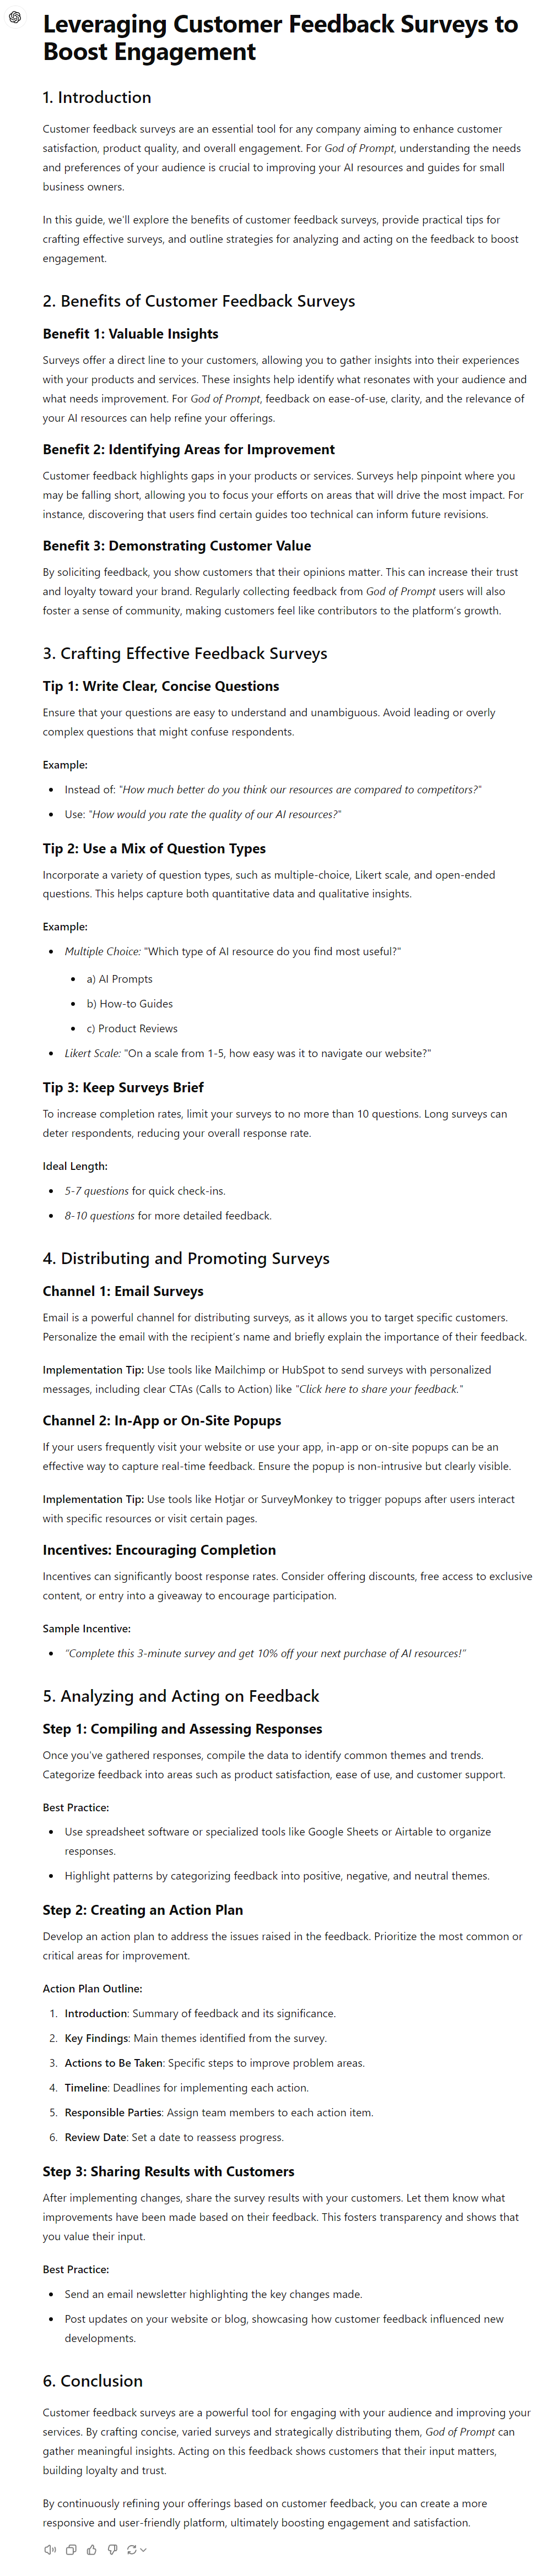 Leveraging Customer Feedback Surveys to
Boost Engagement
1. Introduction
Customer feedback surveys are an essential tool for any company aiming to enhance customer
satisfaction, product quality, and overall engagement. For God of Prompt, understanding the needs
and preferences of your audience is crucial to improving your AI resources and guides for small
business owners.
In this guide, we'll explore the benefits of customer feedback surveys, provide practical tips for
crafting effective surveys, and outline strategies for analyzing and acting on the feedback to boost
engagement.
2. Benefits of Customer Feedback Surveys
Benefit 1: Valuable Insights
Surveys offer a direct line to your customers, allowing you to gather insights into their experiences
with your products and services. These insights help identify what resonates with your audience and
what needs improvement. For God of Prompt, feedback on ease-of-use, clarity, and the relevance of
your AI resources can help refine your offerings.
Benefit 2: Identifying Areas for Improvement
Customer feedback highlights gaps in your products or services. Surveys help pinpoint where you
may be falling short, allowing you to focus your efforts on areas that will drive the most impact. For
instance, discovering that users find certain guides too technical can inform future revisions.
Benefit 3: Demonstrating Customer Value
By soliciting feedback, you show customers that their opinions matter. This can increase their trust
and loyalty toward your brand. Regularly collecting feedback from God of Prompt users will also
foster a sense of community, making customers feel like contributors to the platform's growth.
3. Crafting Effective Feedback Surveys
Tip 1: Write Clear, Concise Questions
Ensure that your questions are easy to understand and unambiguous. Avoid leading or overly
complex questions that might confuse respondents.
Example:
• Instead of: "How much better do you think our resources are compared to competitors?"
• Use: "How would you rate the quality of our AI resources?"
Tip 2: Use a Mix of Question Types
Incorporate a variety of question types, such as multiple-choice, Likert scale, and open-ended
questions. This helps capture both quantitative data and qualitative insights.
Example:
• Multiple Choice: "Which type of AI resource do you find most useful?"
• a) AI Prompts
• b) How-to Guides
• c) Product Reviews
• Likert Scale: "On a scale from 1-5, how easy was it to navigate our website?"
Tip 3: Keep Surveys Brief
To increase completion rates, limit your surveys to no more than 10 questions. Long surveys can
deter respondents, reducing your overall response rate.
Ideal Length:
• 5-7 questions for quick check-ins.
• 8-10 questions for more detailed feedback.
4. Distributing and Promoting Surveys
Channel 1: Email Surveys
Email is a powerful channel for distributing surveys, as it allows you to target specific customers.
Personalize the email with the recipient's name and briefly explain the importance of their feedback.
Implementation Tip: Use tools like Mailchimp or HubSpot to send surveys with personalized
messages, including clear CTAs (Calls to Action) like "Click here to share your feedback."
Channel 2: In-App or On-Site Popups
If your users frequently visit your website or use your app, in-app or on-site popups can be an
effective way to capture real-time feedback. Ensure the popup is non-intrusive but clearly visible.
Implementation Tip: Use tools like Hotjar or SurveyMonkey to trigger popups after users interact
with specific resources or visit certain pages.
Incentives: Encouraging Completion
Incentives can significantly boost response rates. Consider offering discounts, free access to exclusive
content, or entry into a giveaway to encourage participation.
Sample Incentive:
• "Complete this 3-minute survey and get 10% off your next purchase of AI resources!"
5. Analyzing and Acting on Feedback
Step 1: Compiling and Assessing Responses
Once you've gathered responses, compile the data to identify common themes and trends.
Categorize feedback into areas such as product satisfaction, ease of use, and customer support.
Best Practice:
• Use spreadsheet software or specialized tools like Google Sheets or Airtable to organize
responses.
• Highlight patterns by categorizing feedback into positive, negative, and neutral themes.
Step 2: Creating an Action Plan
Develop an action plan to address the issues raised in the feedback. Prioritize the most common or
critical areas for improvement.
Action Plan Outline:
1. Introduction: Summary of feedback and its significance.
2. Key Findings: Main themes identified from the survey.
3. Actions to Be Taken: Specific steps to improve problem areas.
4. Timeline: Deadlines for implementing each action.
5. Responsible Parties: Assign team members to each action item.
6. Review Date: Set a date to reassess progress.
Step 3: Sharing Results with Customers
After implementing changes, share the survey results with your customers. Let them know what
improvements have been made based on their feedback. This fosters transparency and shows that
you value their input.
Best Practice:
• Send an email newsletter highlighting the key changes made.
• Post updates on your website or blog, showcasing how customer feedback influenced new
developments.
6. Conclusion
Customer feedback surveys are a powerful tool for engaging with your audience and improving your
services. By crafting concise, varied surveys and strategically distributing them, God of Prompt can
gather meaningful insights. Acting on this feedback shows customers that their input matters,
building loyalty and trust.
By continuously refining your offerings based on customer feedback, you can create a more
responsive and user-friendly platform, ultimately boosting engagement and satisfaction.